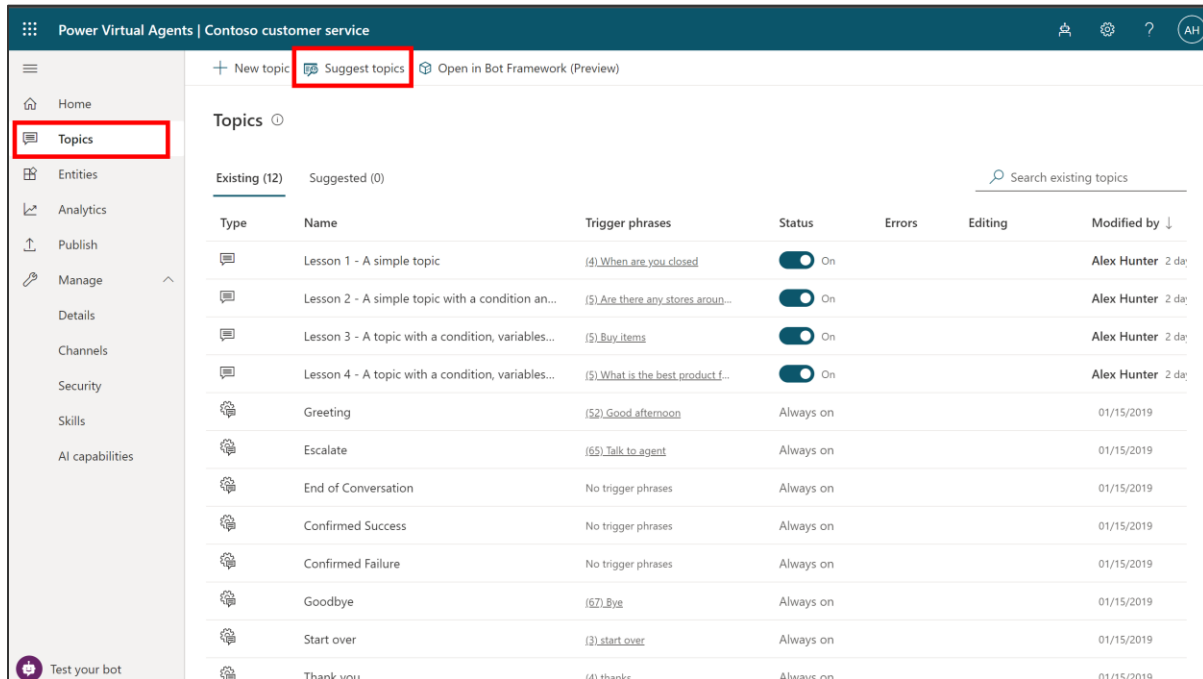 Power Virtual Agents | Contoso customer service
AH
New topic Suggest topics Open in Bot Framework (Preview)
Home
Topics
Entities
Analytics
Publish
Manage
Details
Channels
Security
Skills
AI capabilities
Test your bot
Topics
Existing (12) Suggested (0) Search existing topics
Type Name Trigger phrases Status Errors Editing Modified by ↓
Lesson 1 - A simple topic (4) When are you closed On Alex Hunter 2 day
Lesson 2 - A simple topic with a condition an... (5) Are there any stores aroun... On Alex Hunter 2 day
Lesson 3 - A topic with a condition, variables... (5) Buy items On Alex Hunter 2 day
Lesson 4 - A topic with a condition, variables... (5) What is the best product f... On Alex Hunter 2 day
Greeting (52) Good afternoon Always on 01/15/2019
Escalate (65) Talk to agent Always on 01/15/2019
End of Conversation No trigger phrases Always on 01/15/2019
Confirmed Success No trigger phrases Always on 01/15/2019
Confirmed Failure No trigger phrases Always on 01/15/2019
Goodbye (67) Bye Always on 01/15/2019
Start over (3) start over Always on 01/15/2019
Thank you (4) thanks Always on 01/15/2019